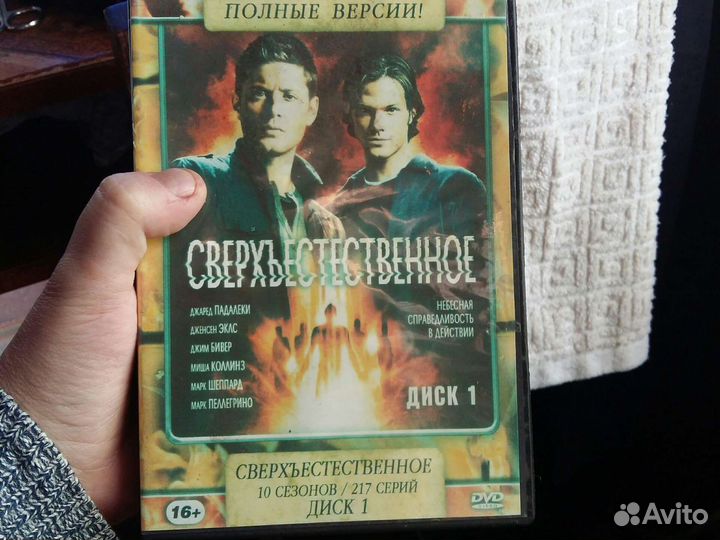 ПОЛНЫЕ ВЕРСИИ!
СВЕРХЪЕСТЕСТВЕННОЕ
ДЖАРЕД ПАДАЛЕКИ
ДЖЕНСЕН ЭКЛС
ДЖИМ БИВЕР
МИША КОЛЛИНЗ
МАРК ШЕППАРД
МАРК ПЕЛЛЕГРИНО
НЕБЕСНАЯ
СПРАВЕДЛИВОСТЬ
В ДЕЙСТВИИ
ДИСК 1
СВЕРХЪЕСТЕСТВЕННОЕ
10 СЕЗОНОВ / 217 СЕРИЙ
ДИСК 1
16+
DVD
VIDEO
Avito